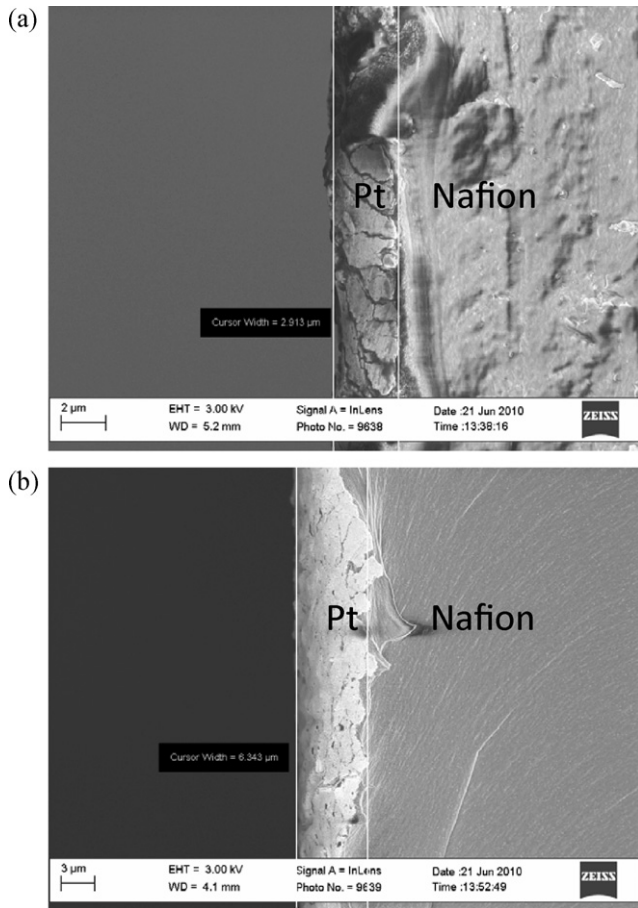 (a)
Pt Nafion
Cursor Width = 2.913 µm
2 µm EHT = 3.00 kV Signal A = InLens Date :21 Jun 2010 ZEISS
WD = 5.2 mm Photo No. = 9638 Time :13:38:16
(b)
Pt Nafion
Cursor Width = 6.343 µm
3 µm EHT = 3.00 kV Signal A = InLens Date :21 Jun 2010 ZEISS
WD = 4.1 mm Photo No. = 9639 Time :13:52:49